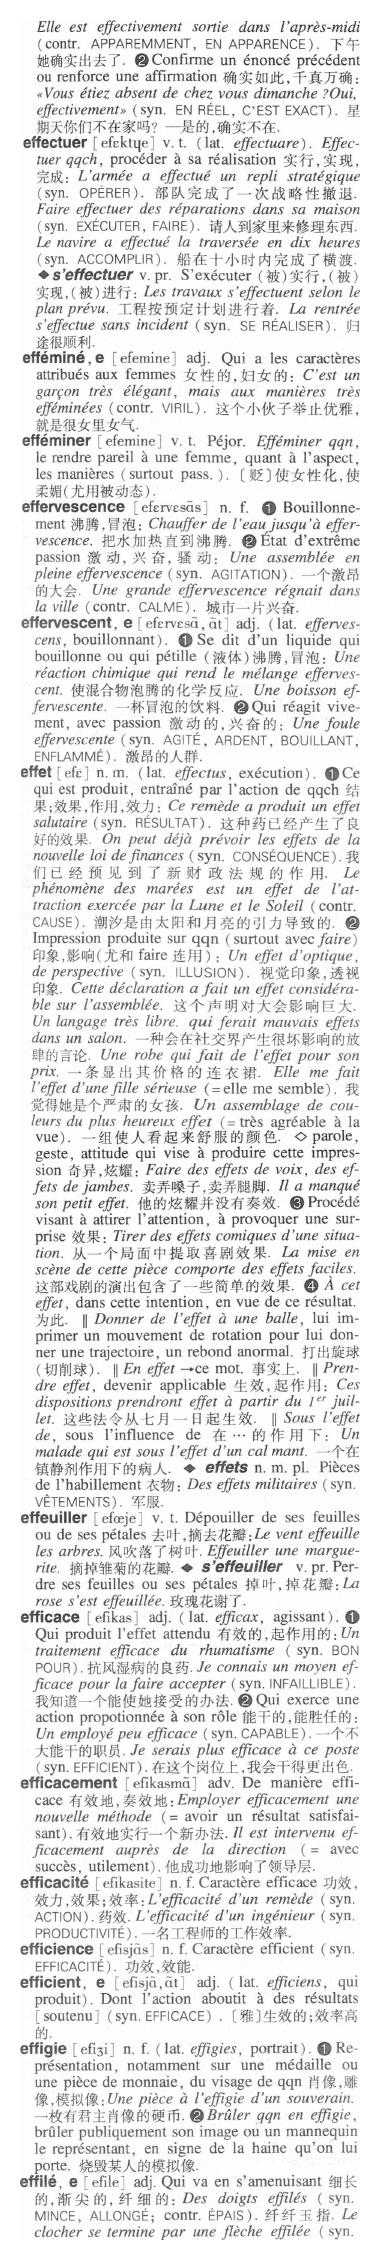 Elle est effectivement sortie dans l'après-midi
(contr. APPAREMMENT, EN APPARENCE). 下午
她确实出去了. ❷ Confirme un énoncé précédent
ou renforce une affirmation 确实如此,千真万确:
«Vous étiez absent de chez vous dimanche ?Oui,
effectivement» (syn. EN RÉEL, C'EST EXACT). 星
期天你们不在家吗? —是的,确实不在.
effectuer [efektɥe] v. t. (lat. effectuare). Effec-
tuer qqch, procéder à sa réalisation 实行,实现,
完成: L'armée a effectué un repli stratégique
(syn. OPÉRER). 部队完成了一次战略性撤退.
Faire effectuer des réparations dans sa maison
(syn. EXÉCUTER, FAIRE). 请人到家里来修理东西.
Le navire a effectué la traversée en dix heures
(syn. ACCOMPLIR). 船在十小时内完成了横渡.
◆ s'effectuer v. pr. S'exécuter (被)实行,(被)
实现,(被)进行: Les travaux s'effectuent selon le
plan prévu. 工程按预定计划进行着. La rentrée
s'effectue sans incident (syn. SE RÉALISER). 归
途很顺利.
efféminé, e [efemine] adj. Qui a les caractères
attribués aux femmes 女性的,妇女的: C'est un
garçon très élégant, mais aux manières très
efféminées (contr. VIRIL). 这个小伙子举止优雅,
就是很女里女气.
efféminer [efemine] v. t. Péjor. Efféminer qqn,
le rendre pareil à une femme, quant à l'aspect,
les manières (surtout pass.). [贬]使女性化,使
柔媚(尤用被动态).
effervescence [efɛrvɛsɑ̃s] n. f. ❶ Bouillonne-
ment 沸腾,冒泡: Chauffer de l'eau jusqu'à effer-
vescence. 把水加热直到沸腾. ❷ État d'extrême
passion 激动,兴奋,骚动: Une assemblée en
pleine effervescence (syn. AGITATION). 一个激昂
的大会. Une grande effervescence régnait dans
la ville (contr. CALME). 城市一片兴奋.
effervescent, e [efɛrvɛsɑ̃, ɑ̃t] adj. (lat. efferves-
cens, bouillonnant). ❶ Se dit d'un liquide qui
bouillonne ou qui pétille (液体)沸腾,冒泡: Une
réaction chimique qui rend le mélange efferves-
cent. 使混合物泡腾的化学反应. Une boisson ef-
fervescente. 一杯冒泡的饮料. ❷ Qui réagit vive-
ment, avec passion 激动的,兴奋的: Une foule
effervescente (syn. AGITÉ, ARDENT, BOUILLANT,
ENFLAMMÉ). 激昂的人群.
effet [efɛ] n. m. (lat. effectus, exécution). ❶ Ce
qui est produit, entraîné par l'action de qqch 结
果;效果,作用,效力: Ce remède a produit un effet
salutaire (syn. RÉSULTAT). 这种药已经产生了良
好的效果. On peut déjà prévoir les effets de la
nouvelle loi de finances (syn. CONSÉQUENCE). 我
们已经预见到了新财政法规的作用. Le
phénomène des marées est un effet de l'at-
traction exercée par la Lune et le Soleil (contr.
CAUSE). 潮汐是由太阳和月亮的引力导致的. ❷
Impression produite sur qqn (surtout avec faire)
印象,影响(尤和 faire 连用): Un effet d'optique,
de perspective (syn. ILLUSION). 视觉印象,透视
印象. Cette déclaration a fait un effet considéra-
ble sur l'assemblée. 这个声明对大会影响巨大.
Un langage très libre. qui ferait mauvais effets
dans un salon. 一种会在社交界产生很坏影响的放
肆的言论. Une robe qui fait de l'effet pour son
prix. 一条显出其价格的连衣裙. Elle me fait
l'effet d'une fille sérieuse (=elle me semble). 我
觉得她是个严肃的女孩. Un assemblage de cou-
leurs du plus heureux effet (= très agréable à la
vue). 一组使人看起来舒服的颜色. ◇ parole,
geste, attitude qui vise à produire cette impres-
sion 奇异,炫耀: Faire des effets de voix, des ef-
fets de jambes. 卖弄嗓子,卖弄腿脚. Il a manqué
son petit effet. 他的炫耀并没有奏效. ❸ Procédé
visant à attirer l'attention, à provoquer une sur-
prise 效果: Tirer des effets comiques d'une situa-
tion. 从一个局面中提取喜剧效果. La mise en
scène de cette pièce comporte des effets faciles.
这部戏剧的演出包含了一些简单的效果. ❹ À cet
effet, dans cette intention, en vue de ce résultat.
为此. ‖ Donner de l'effet à une balle, lui im-
primer un mouvement de rotation pour lui don-
ner une trajectoire, un rebond anormal. 打出旋球
(切削球). ‖ En effet →ce mot. 事实上. ‖ Pren-
dre effet, devenir applicable 生效,起作用: Ces
dispositions prendront effet à partir du 1er juil-
let. 这些法令从七月一日起生效. ‖ Sous l'effet
de, sous l'influence de 在…的作用下: Un
malade qui est sous l'effet d'un cal mant. 一个在
镇静剂作用下的病人. ◆ effets n. m. pl. Pièces
de l'habillement 衣物: Des effets militaires (syn.
VÊTEMENTS). 军服.
effeuiller [efœje] v. t. Dépouiller de ses feuilles
ou de ses pétales 去叶,摘去花瓣: Le vent effeuille
les arbres. 风吹落了树叶. Effeuiller une margue-
rite. 摘掉雏菊的花瓣. ◆ s'effeuiller v. pr. Per-
dre ses feuilles ou ses pétales 掉叶,掉花瓣: La
rose s'est effeuillée. 玫瑰花谢了.
efficace [efikas] adj. (lat. efficax, agissant). ❶
Qui produit l'effet attendu 有效的,起作用的: Un
traitement efficace du rhumatisme (syn. BON
POUR). 抗风湿病的良药. Je connais un moyen ef-
ficace pour la faire accepter (syn. INFAILLIBLE).
我知道一个能使她接受的办法. ❷ Qui exerce une
action propotionnée à son rôle 能干的,能胜任的:
Un employé peu efficace (syn. CAPABLE). 一个不
大能干的职员. Je serais plus efficace à ce poste
(syn. EFFICIENT). 在这个岗位上,我会干得更出色.
efficacement [efikasmɑ̃] adv. De manière effi-
cace 有效地,奏效地: Employer efficacement une
nouvelle méthode (= avoir un résultat satisfai-
sant). 有效地实行一个新办法. Il est intervenu ef-
ficacement auprès de la direction (= avec
succès, utilement). 他成功地影响了领导层.
efficacité [efikasite] n. f. Caractère efficace 功效,
效力,效果;效率: L'efficacité d'un remède (syn.
ACTION). 药效. L'efficacité d'un ingénieur (syn.
PRODUCTIVITÉ). 一名工程师的工作效率.
efficience [efisjɑ̃s] n. f. Caractère efficient (syn.
EFFICACITÉ). 功效,效能.
efficient, e [efisjɑ̃,ɑ̃t] adj. (lat. efficiens, qui
produit). Dont l'action aboutit à des résultats
[soutenu] (syn. EFFICACE). [雅]生效的;效率高
的.
effigie [efiʒi] n. f. (lat. effigies, portrait). ❶ Re-
présentation, notamment sur une médaille ou
une pièce de monnaie, du visage de qqn 肖像,雕
像,模拟像: Une pièce à l'effigie d'un souverain.
一枚有君主肖像的硬币. ❷ Brûler qqn en effigie,
brûler publiquement son image ou un mannequin
le représentant, en signe de la haine qu'on lui
porte. 烧毁某人的模拟像.
effilé, e [efile] adj. Qui va en s'amenuisant 细长
的,渐尖的,纤细的: Des doigts effilés (syn.
MINCE, ALLONGÉ; contr. ÉPAIS). 纤纤玉指. Le
clocher se termine par une flèche effilée (syn.